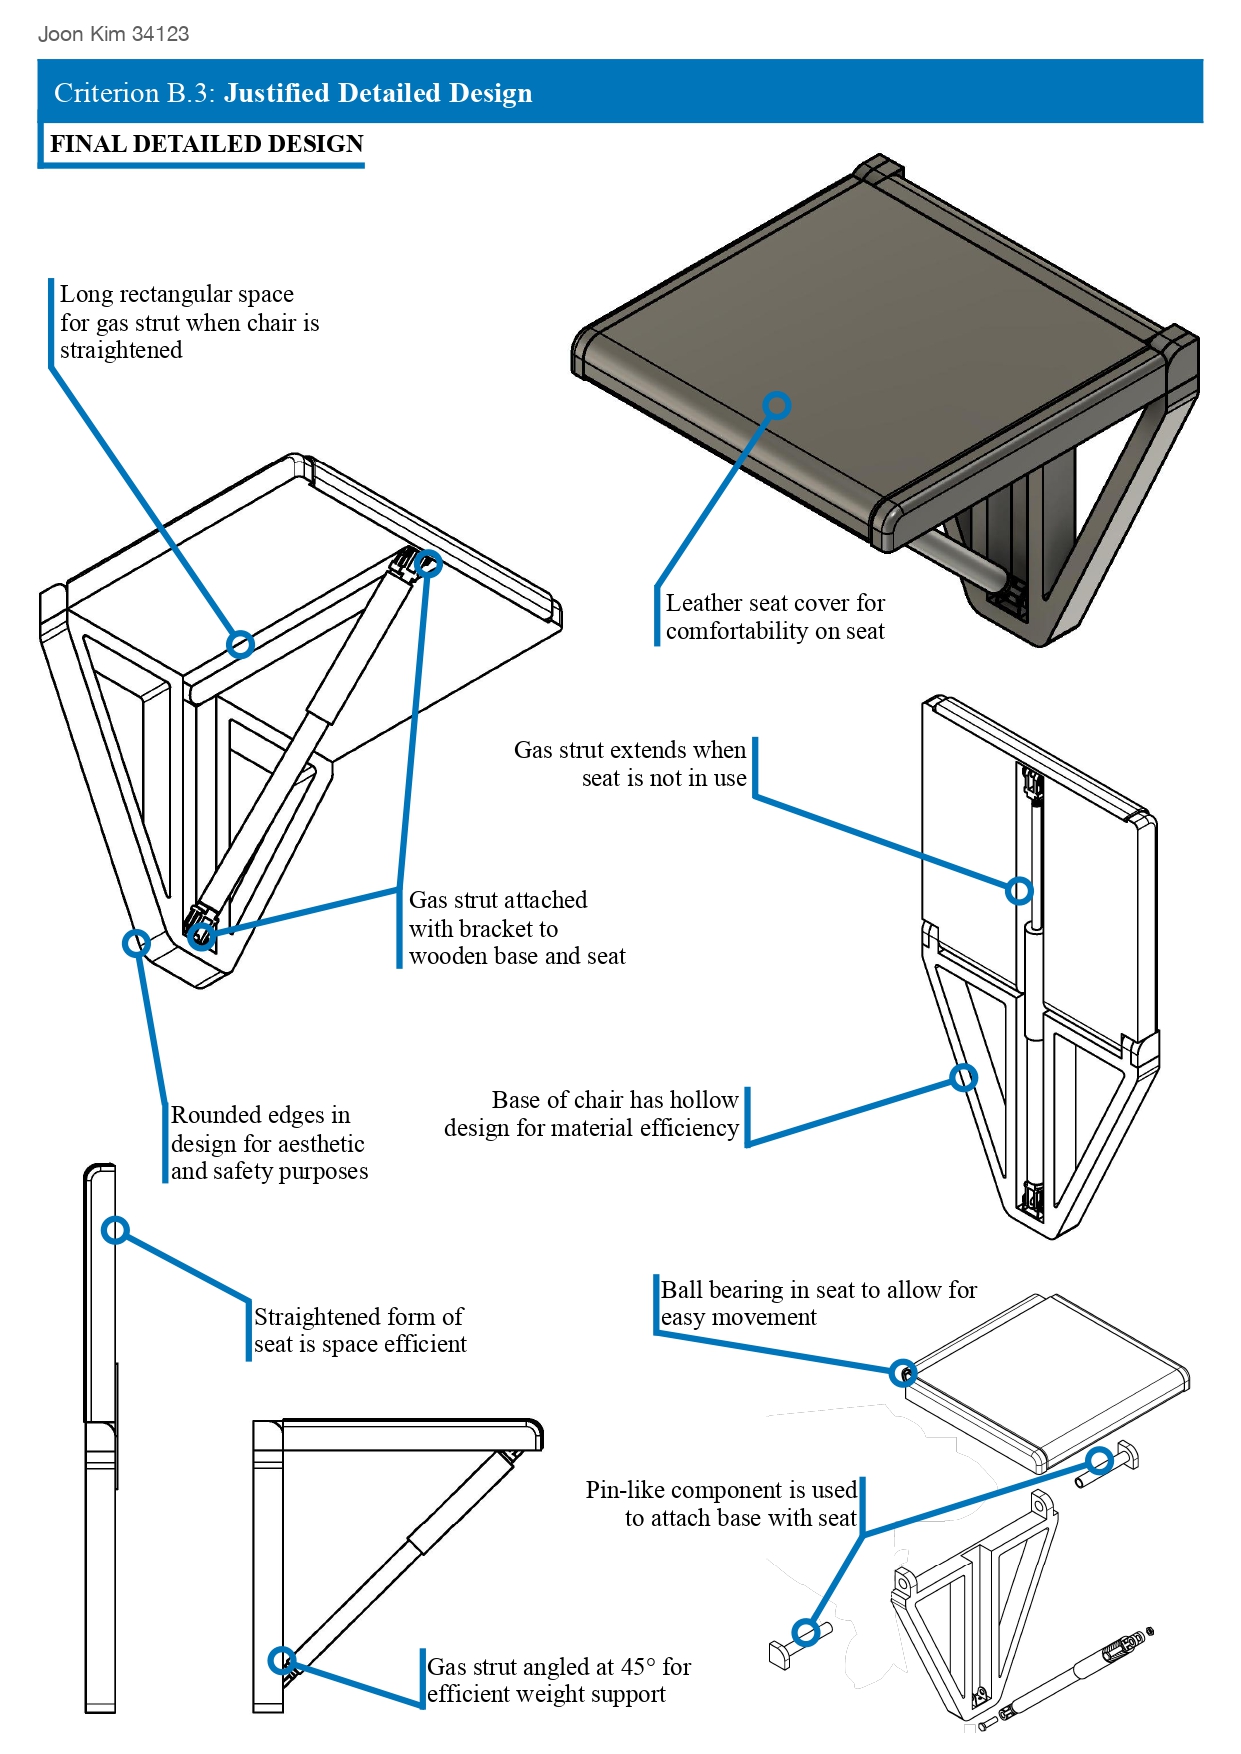 Joon Kim 34123
Criterion B.3: Justified Detailed Design
FINAL DETAILED DESIGN
Long rectangular space
for gas strut when chair is
straightened
Leather seat cover for
comfortability on seat
Gas strut extends when
seat is not in use
Gas strut attached
with bracket to
wooden base and seat
Base of chair has hollow
design for material efficiency
Rounded edges in
design for aesthetic
and safety purposes
Straightened form of
seat is space efficient
Ball bearing in seat to allow for
easy movement
Pin-like component is used
to attach base with seat
Gas strut angled at 45° for
efficient weight support